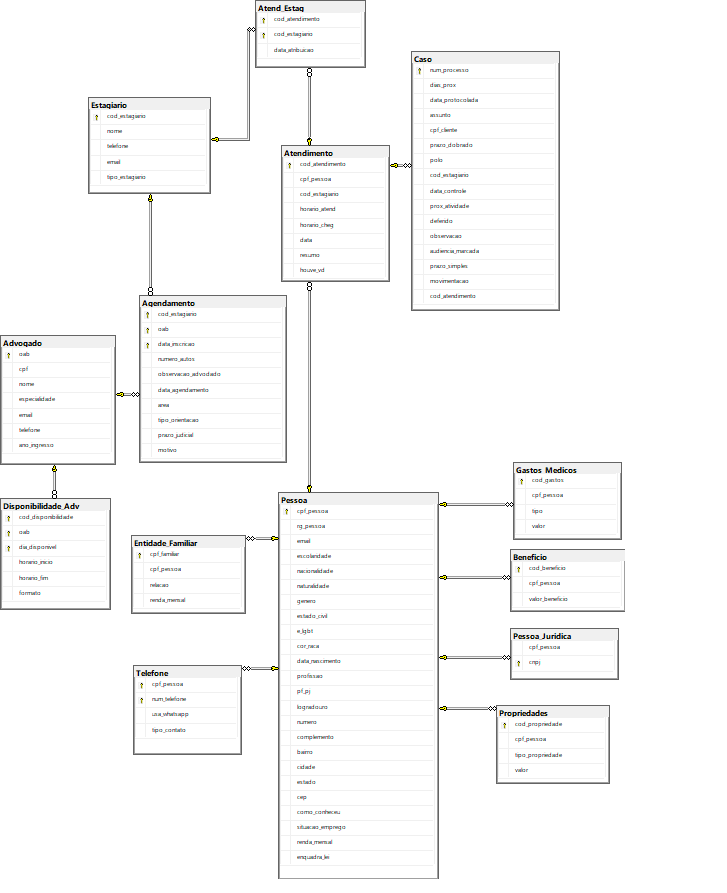 Atend_Estag
cod_atendimento
cod_estagiario
data_atribuicao
Caso
num_processo
dias_prox
data_protocolada
assunto
cpf_cliente
prazo_dobrado
polo
cod_estagiario
data_controle
prox_atividade
defendo
observacao
audiencia_marcada
prazo_simples
movimentacao
cod_atendimento
Estagiario
cod_estagiario
nome
telefone
email
tipo_estagiario
Atendimento
cod_atendimento
cpf_pessoa
cod_estagiario
horario_atend
horario_cheg
data
resumo
houve_vd
Agendamento
cod_estagiario
oab
data_inscricao
numero_autos
observacao_advodado
data_agendamento
area
tipo_orientacao
prazo_judicial
motivo
Advogado
oab
cpf
nome
especialidade
email
telefone
ano_ingresso
Disponibilidade_Adv
cod_disponibilidade
oab
dia_disponivel
horario_inicio
horario_fim
formato
Pessoa
cpf_pessoa
rg_pessoa
email
escolaridade
nacionalidade
naturalidade
genero
estado_civil
e_lgbt
cor_raca
data_nascimento
profissao
pf_pj
logradouro
numero
complemento
bairro
cidade
estado
cep
como_conheceu
situacao_emprego
renda_mensal
enquadra_lei
Entidade_Familiar
cpf_familiar
cpf_pessoa
relacao
renda_mensal
Telefone
cpf_pessoa
num_telefone
usa_whatsapp
tipo_contato
Gastos_Medicos
cod_gastos
cpf_pessoa
tipo
valor
Beneficio
cod_beneficio
cpf_pessoa
valor_beneficio
Pessoa_Juridica
cpf_pessoa
cnpj
Propriedades
cod_propriedade
cpf_pessoa
tipo_propriedade
valor